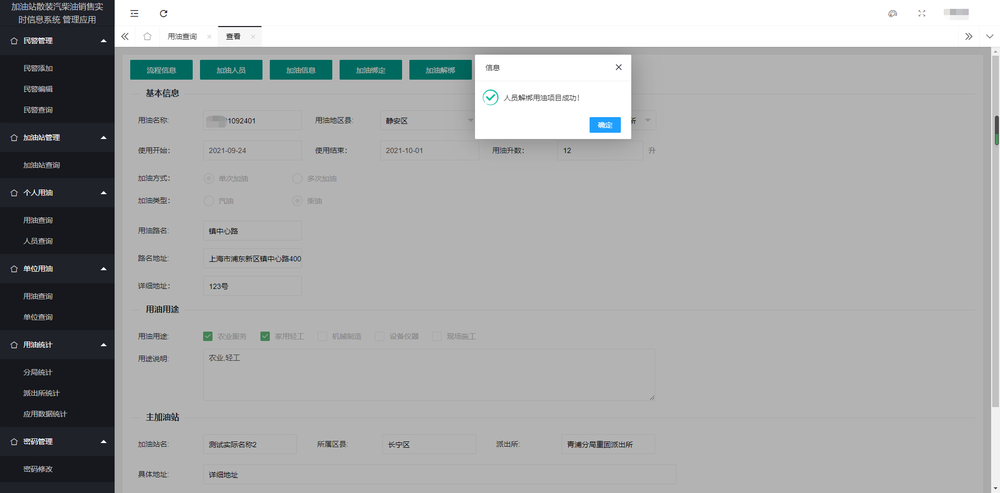 加油站散装汽柴油销售实
时信息系统 管理应用
民警管理
民警添加
民警编辑
民警查询
加油站管理
加油站查询
个人用油
用油查询
人员查询
单位用油
用油查询
单位查询
用油统计
分局统计
派出所统计
应用数据统计
密码管理
密码修改
用油查询
查看
流程信息 加油人员 加油信息 加油绑定 加油解绑
信息
人员解绑用油项目成功！
确定
基本信息
用油名称: 1092401 用油地区县: 静安区 所
使用开始： 2021-09-24 使用结束： 2021-10-01 用油升数： 12 升
加油方式： 单次加油 多次加油
加油类型： 汽油 柴油
用油路名: 镇中心路
路名地址: 上海市浦东新区镇中心路400
详细地址： 123号
用油用途
用油用途: 农业服务 家用轻工 机械制造 设备仪器 现场施工
用途说明: 农业,轻工
主加油站
加油站名: 测试实际名称2 所属区县: 长宁区 派出所: 青浦分局重固派出所
具体地址: 详细地址